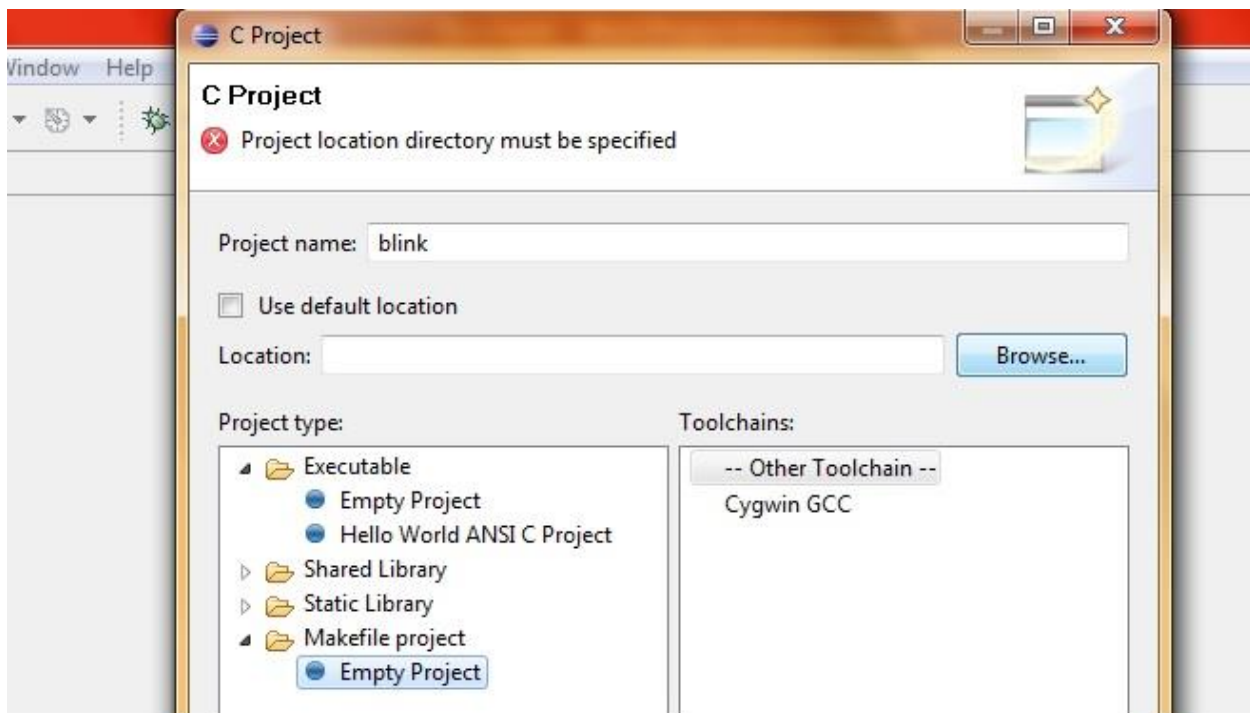 C Project
Window Help
C Project
Project location directory must be specified
Project name: blink
Use default location
Location: Browse...
Project type: Toolchains:
Executable -- Other Toolchain --
Empty Project Cygwin GCC
Hello World ANSI C Project
Shared Library
Static Library
Makefile project
Empty Project